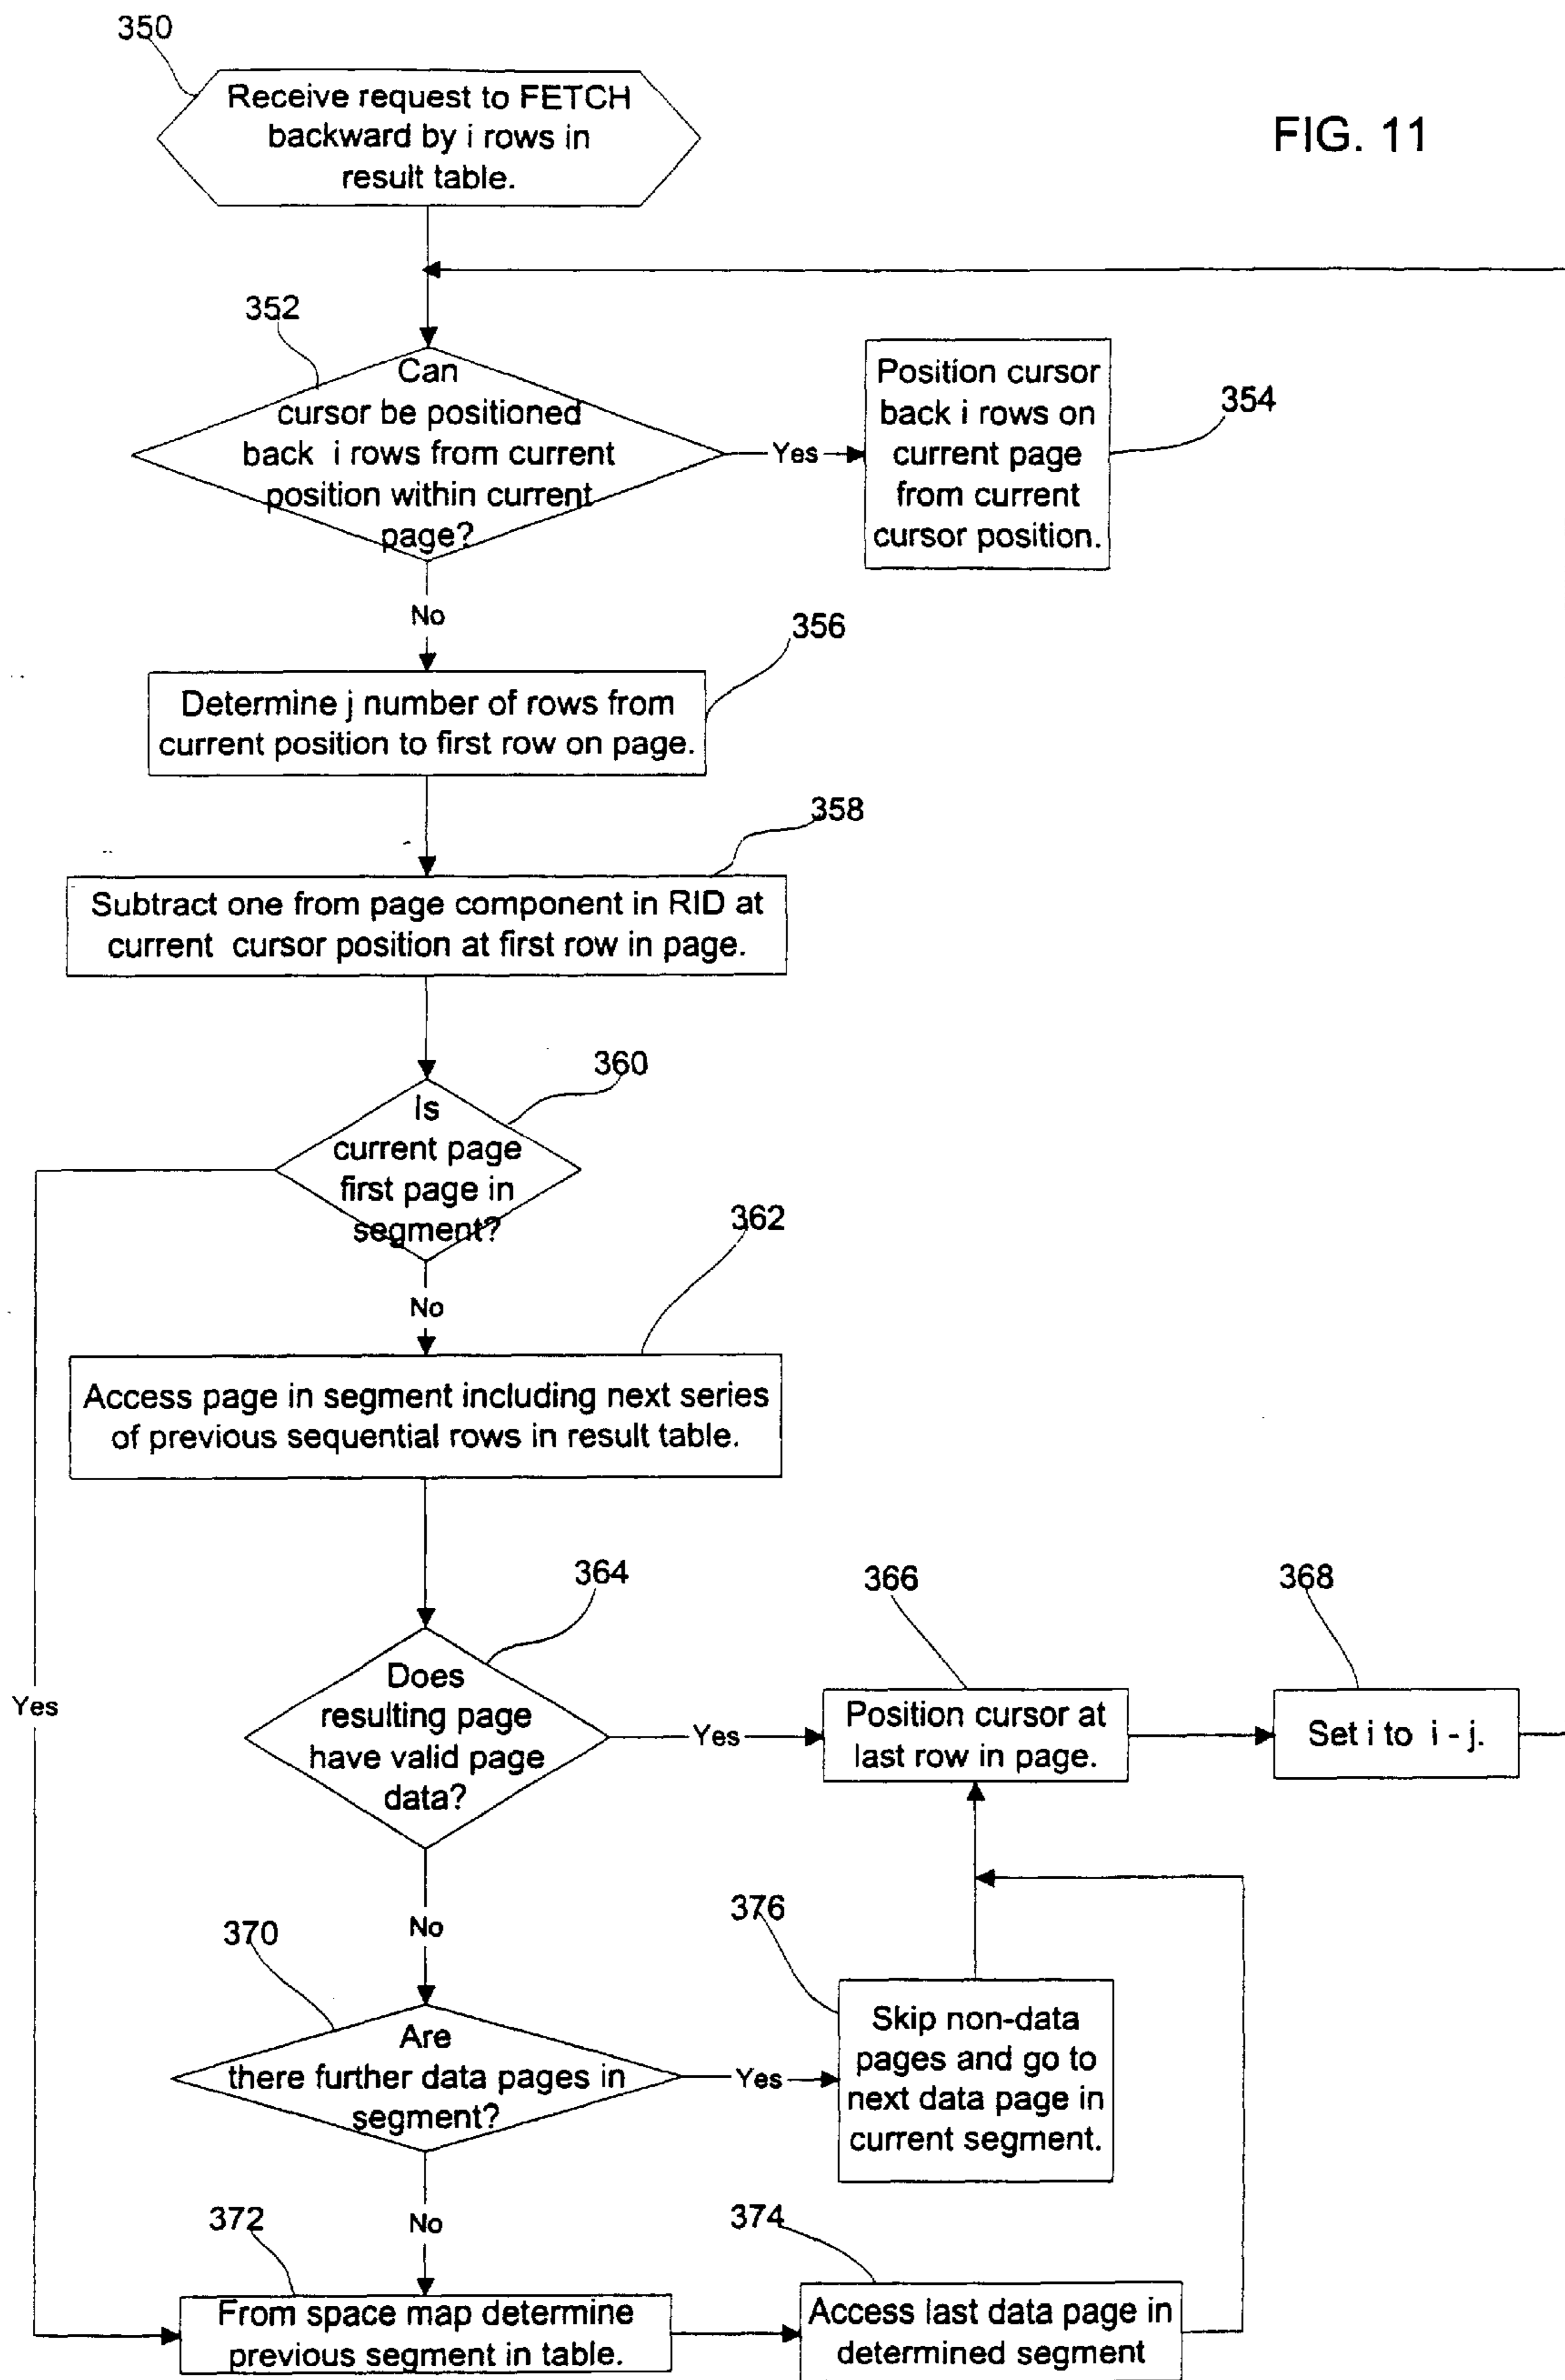 350
Receive request to FETCH
backward by i rows in
result table.
FIG. 11
352
Can
cursor be positioned
back i rows from current
position within current
page?
Yes
Position cursor
back i rows on
current page
from current
cursor position.
354
No
356
Determine j number of rows from
current position to first row on page.
358
Subtract one from page component in RID at
current cursor position at first row in page.
360
Is
current page
first page in
segment?
Yes
No
362
Access page in segment including next series
of previous sequential rows in result table.
364
Does
resulting page
have valid page
data?
Yes
366
Position cursor at
last row in page.
368
Set i to i - j.
No
370
Are
there further data pages in
segment?
Yes
376
Skip non-data
pages and go to
next data page in
current segment.
No
372
From space map determine
previous segment in table.
374
Access last data page in
determined segment